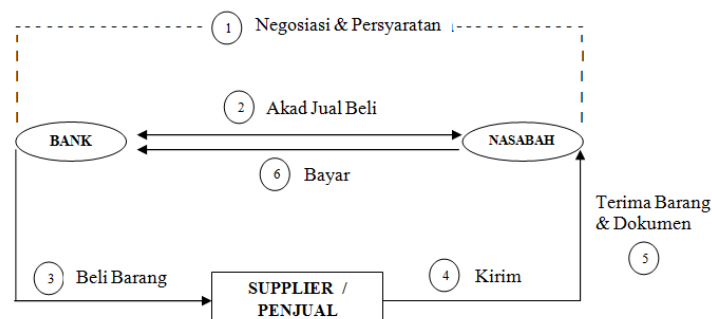 1 Negosiasi & Persyaratan
2 Akad Jual Beli
BANK
NASABAH
6 Bayar
Terima Barang
& Dokumen
5
3 Beli Barang
4 Kirim
SUPPLIER /
PENJUAL